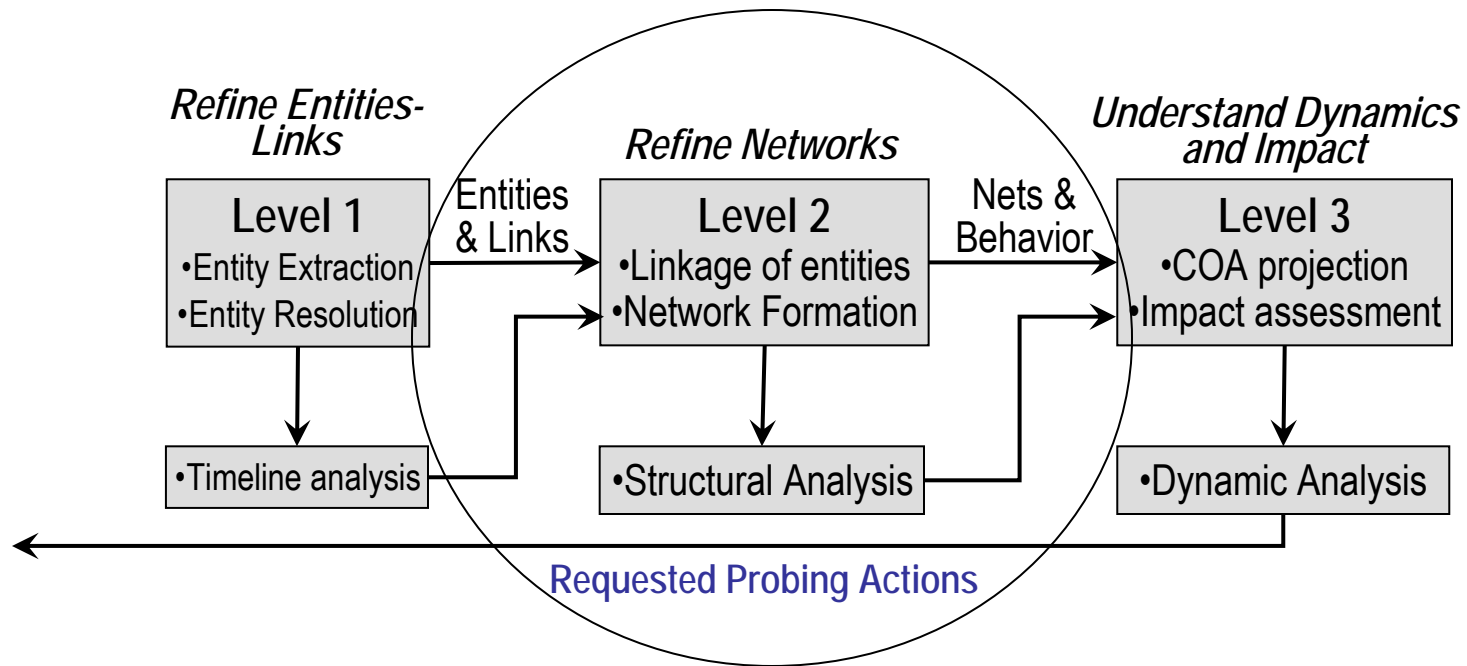 Refine Entities-
Links
Level 1
•Entity Extraction
•Entity Resolution
•Timeline analysis
Entities
& Links
Refine Networks
Level 2
•Linkage of entities
•Network Formation
•Structural Analysis
Nets &
Behavior
Understand Dynamics
and Impact
Level 3
•COA projection
•Impact assessment
•Dynamic Analysis
Requested Probing Actions